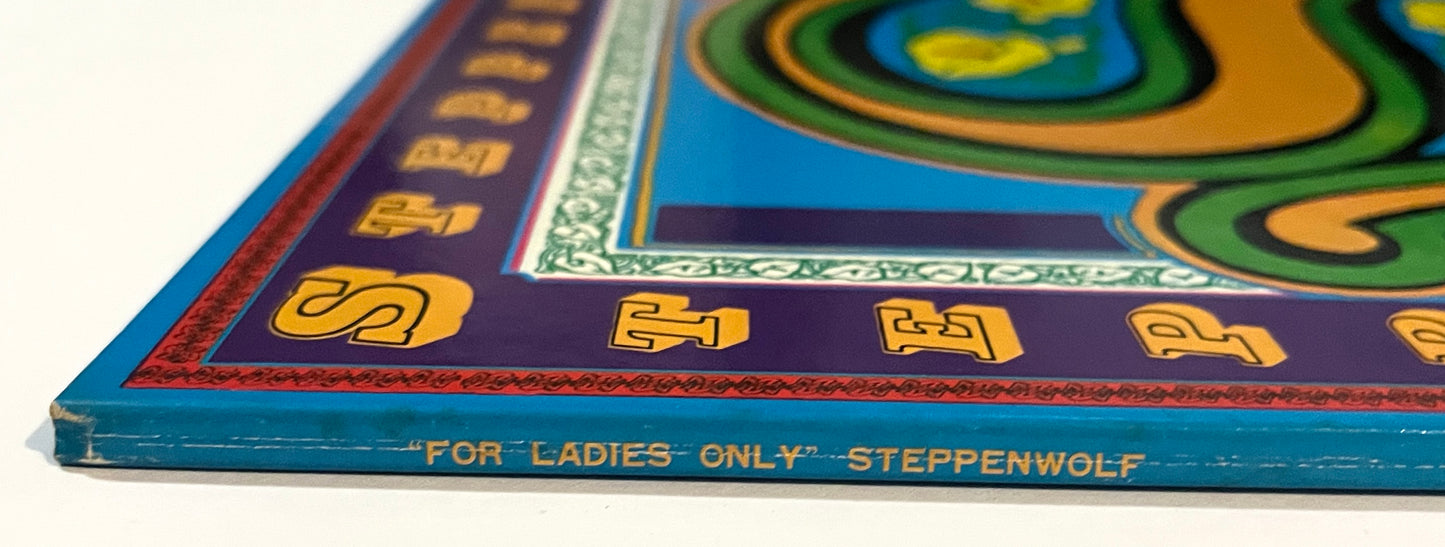 STEPP
STEPP
"FOR LADIES ONLY" STEPPENWOLF